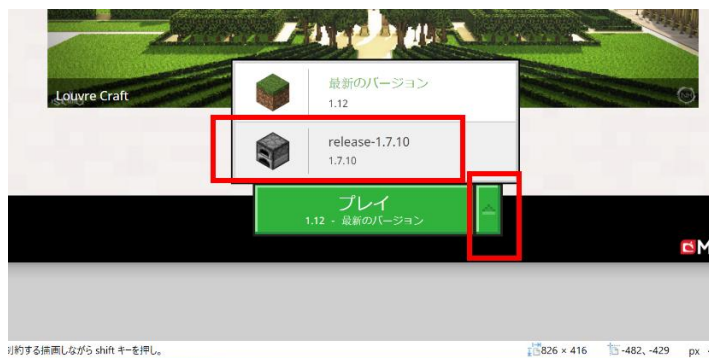 Louvre Craft
最新のバージョン
1.12
release-1.7.10
1.7.10
プレイ
1.12 - 最新のバージョン
M
制約する描画しながら shift キーを押し。
826 × 416
-482、-429
px